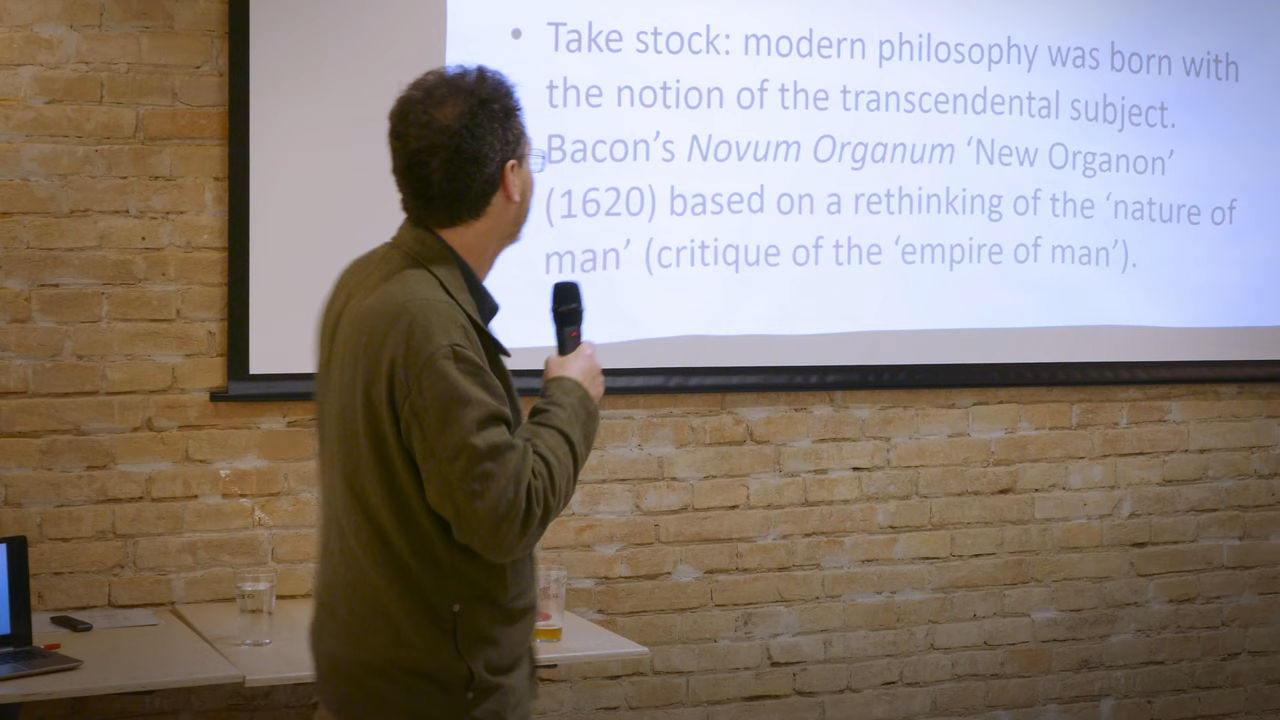 • Take stock: modern philosophy was born with
the notion of the transcendental subject.
Bacon’s Novum Organum ‘New Organon’
(1620) based on a rethinking of the ‘nature of
man’ (critique of the ‘empire of man’).